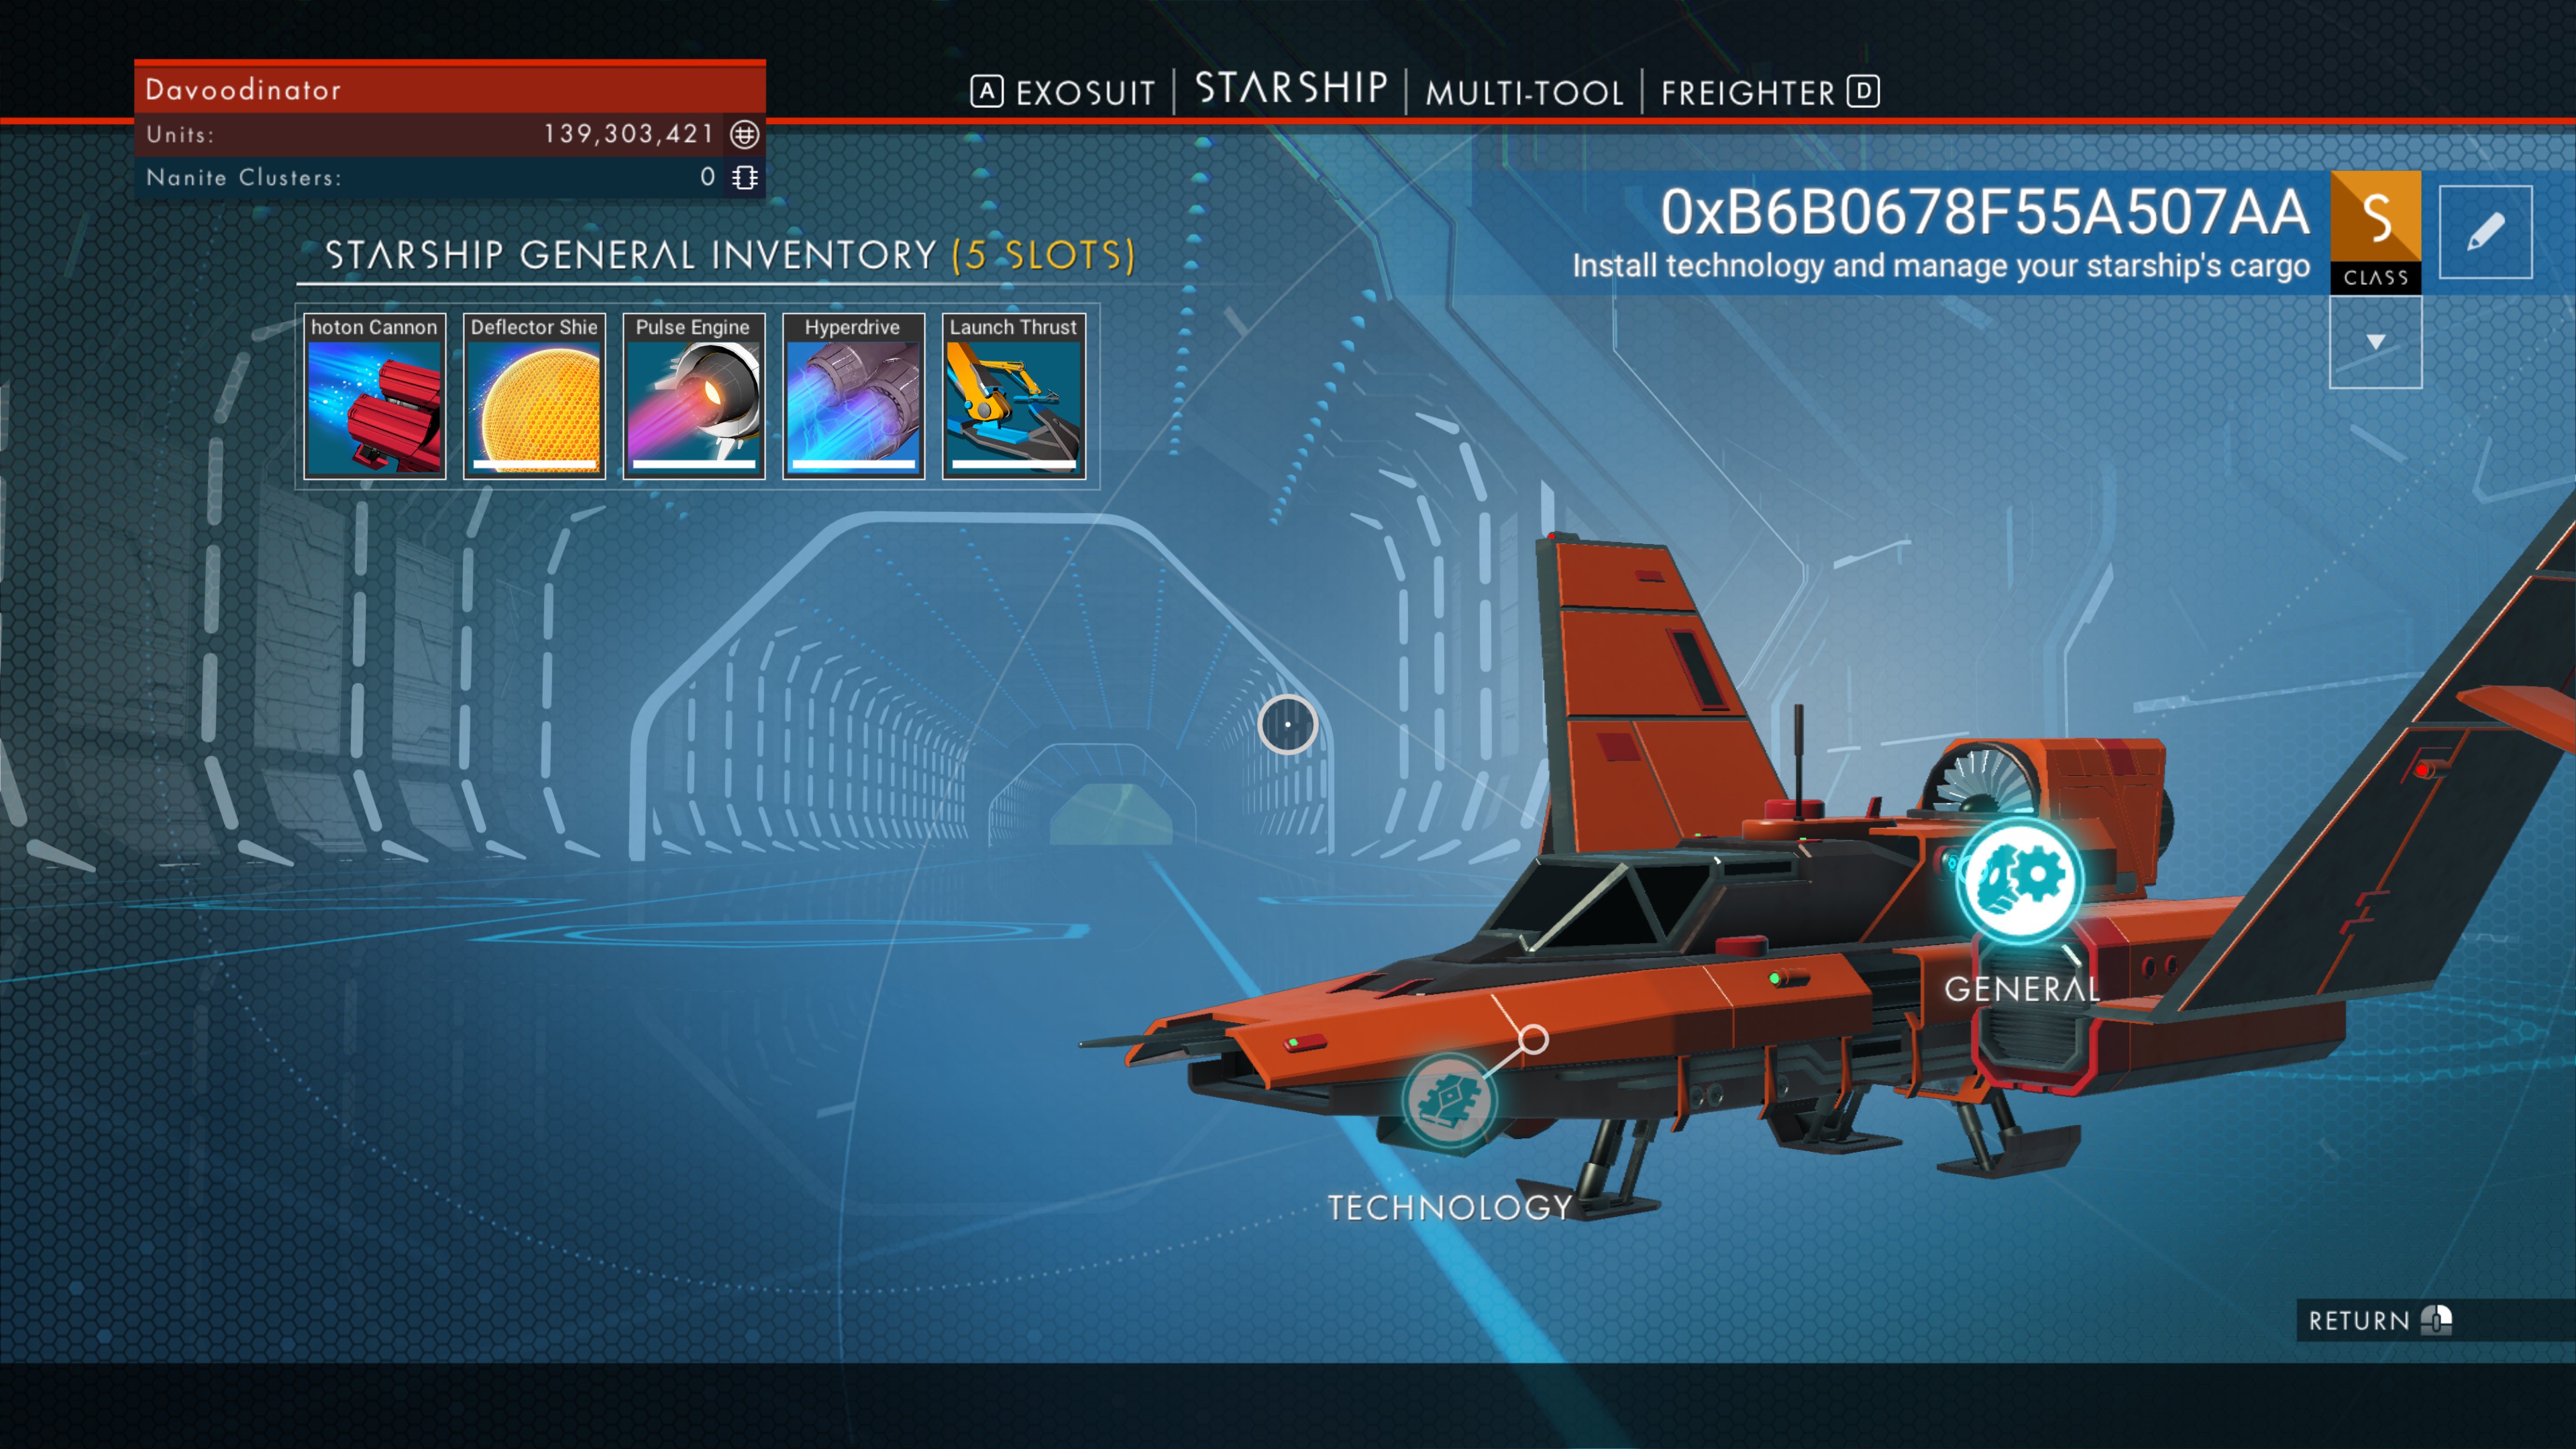 Davoodinator
Units: 139,303,421
Nanite Clusters: 0
A EXOSUIT STARSHIP MULTI-TOOL FREIGHTER D
0xB6B0678F55A507AA
Install technology and manage your starship's cargo
S
CLASS
STARSHIP GENERAL INVENTORY (5 SLOTS)
hoton Cannon Deflector Shie Pulse Engine Hyperdrive Launch Thrust
GENERAL
TECHNOLOGY
RETURN